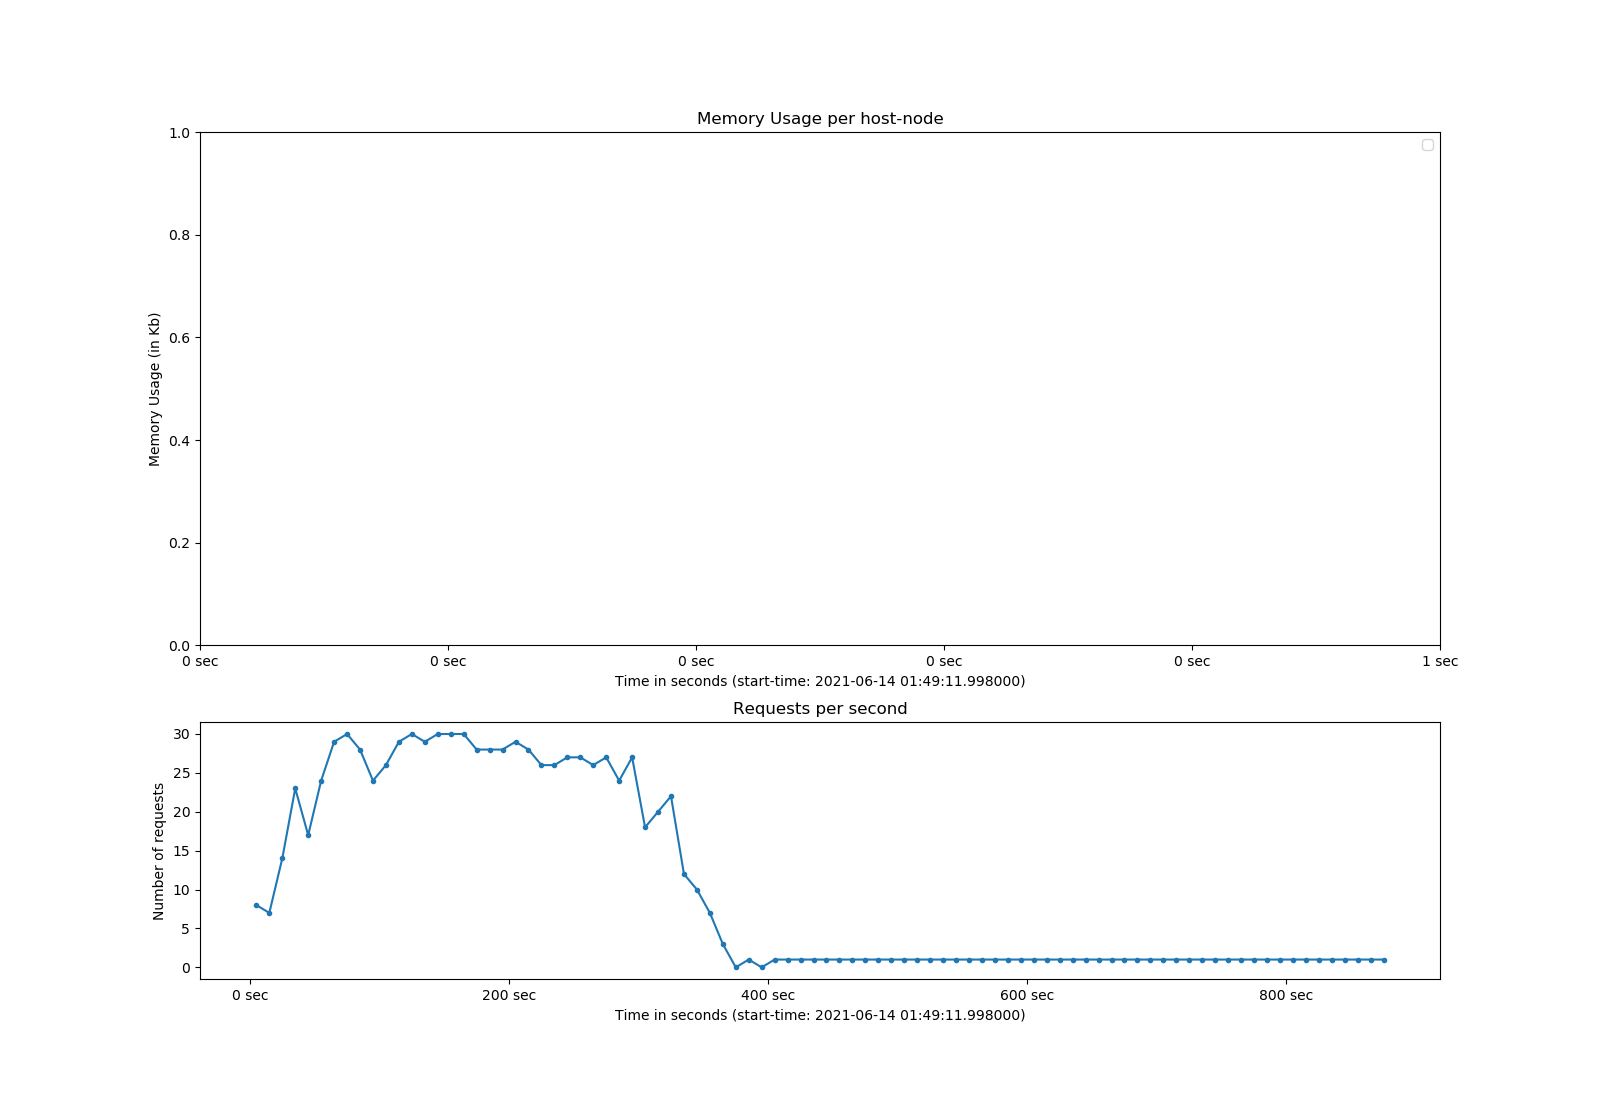 Memory Usage per host-node
1.0
0.8
0.6
0.4
0.2
0.0
Memory Usage (in Kb)
0 sec 0 sec 0 sec 0 sec 0 sec 1 sec
Time in seconds (start-time: 2021-06-14 01:49:11.998000)
Requests per second
30
25
20
15
10
5
0
Number of requests
0 sec 200 sec 400 sec 600 sec 800 sec
Time in seconds (start-time: 2021-06-14 01:49:11.998000)